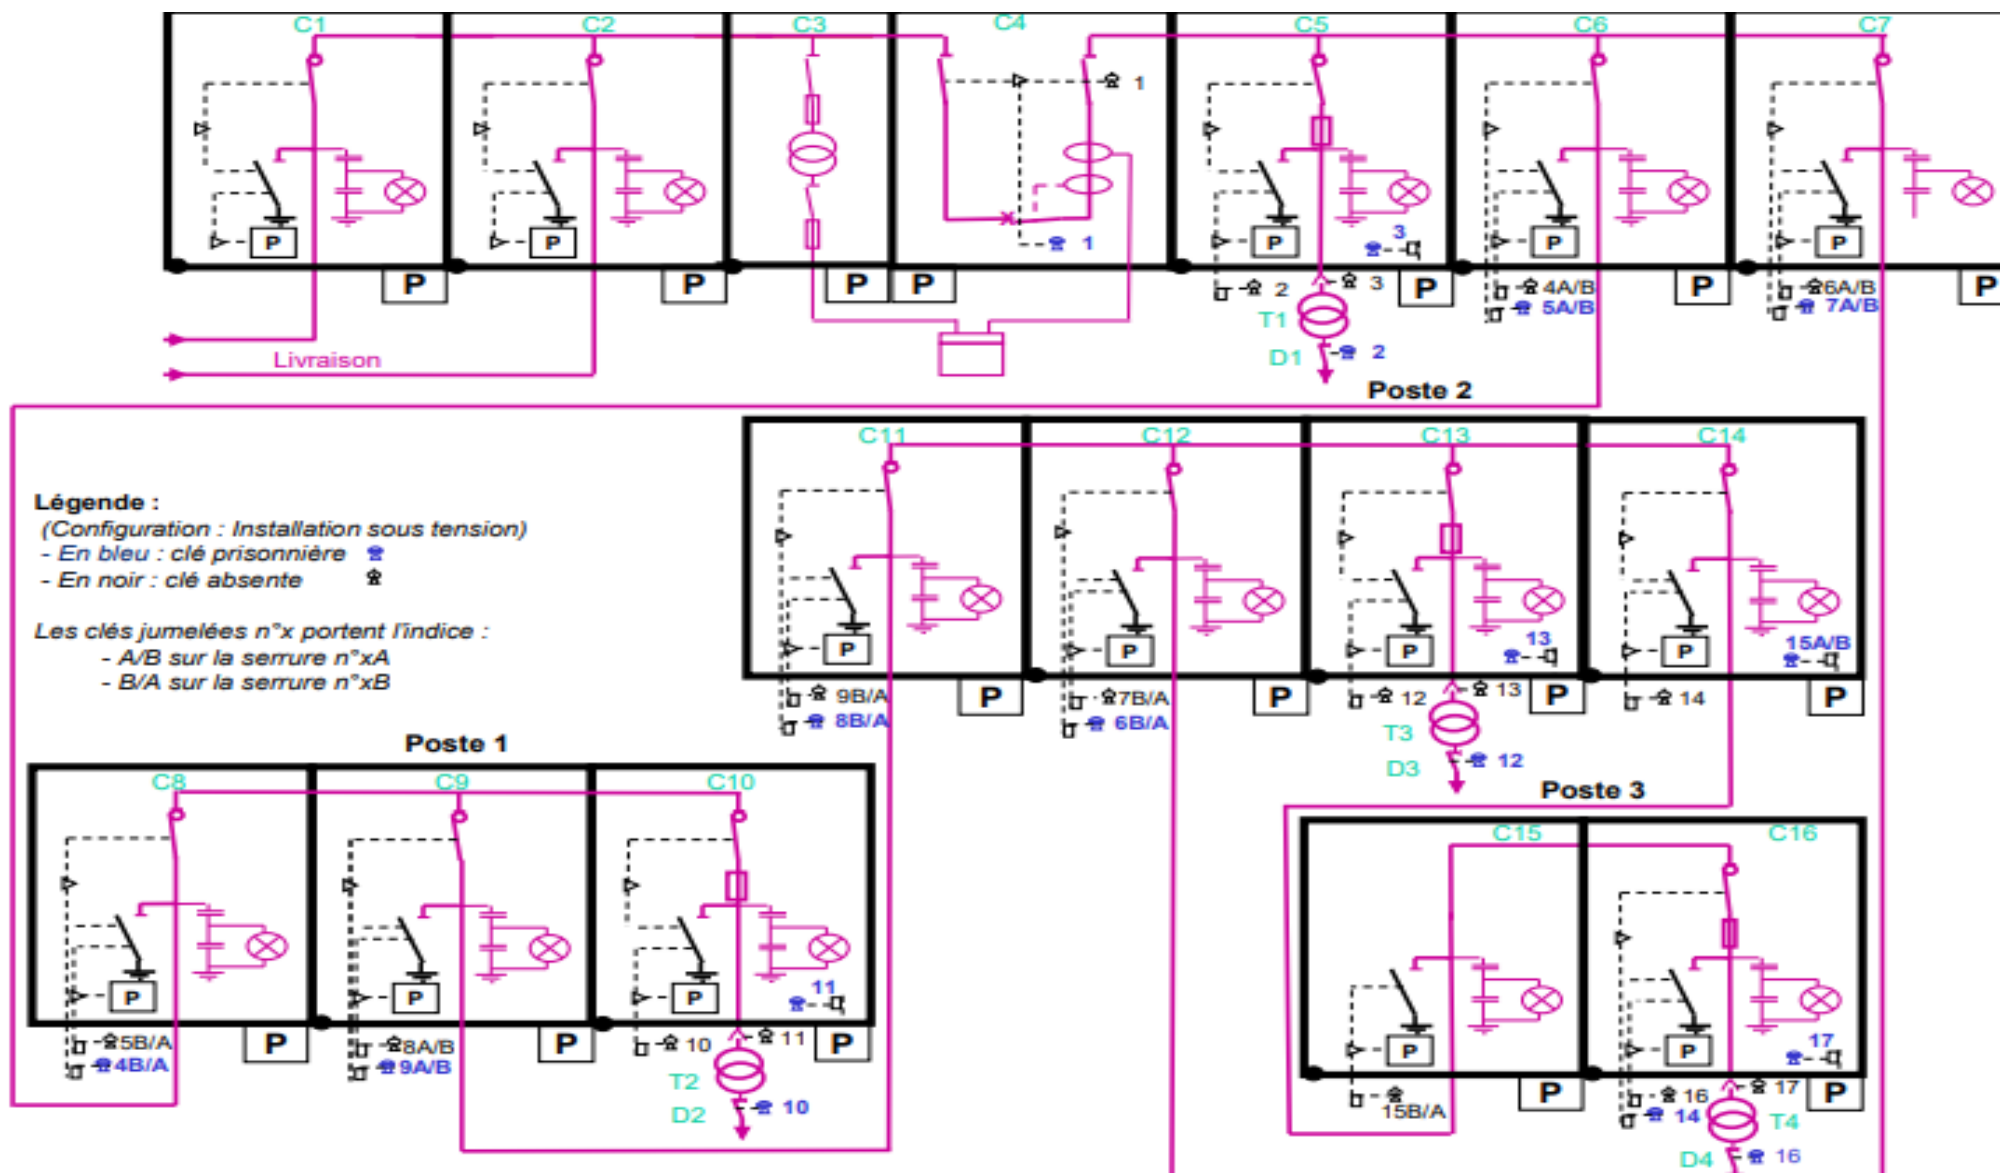 C1 C2 C3 C4 C5 C6 C7
1
P P P P P
1 3
P P P P P P P
2 3 4A/B 6A/B
5A/B 7A/B
T1
Livraison
D1 2
Poste 2
C11 C12 C13 C14
Légende :
(Configuration : Installation sous tension)
- En bleu : clé prisonnière
- En noir : clé absente
Les clés jumelées n°x portent l'indice :
- A/B sur la serrure n°xA
- B/A sur la serrure n°xB
P P P P
13 15A/B
9B/A 7B/A 12 13 14
8B/A 6B/A
P P P P
T3
D3 12
Poste 1
C8 C9 C10
Poste 3
C15 C16
P P P
11
5B/A 8A/B 10 11
4B/A 9A/B
P P P
T2
D2 10
P P
17
15B/A 16 17
14
P P
T4
D4 16